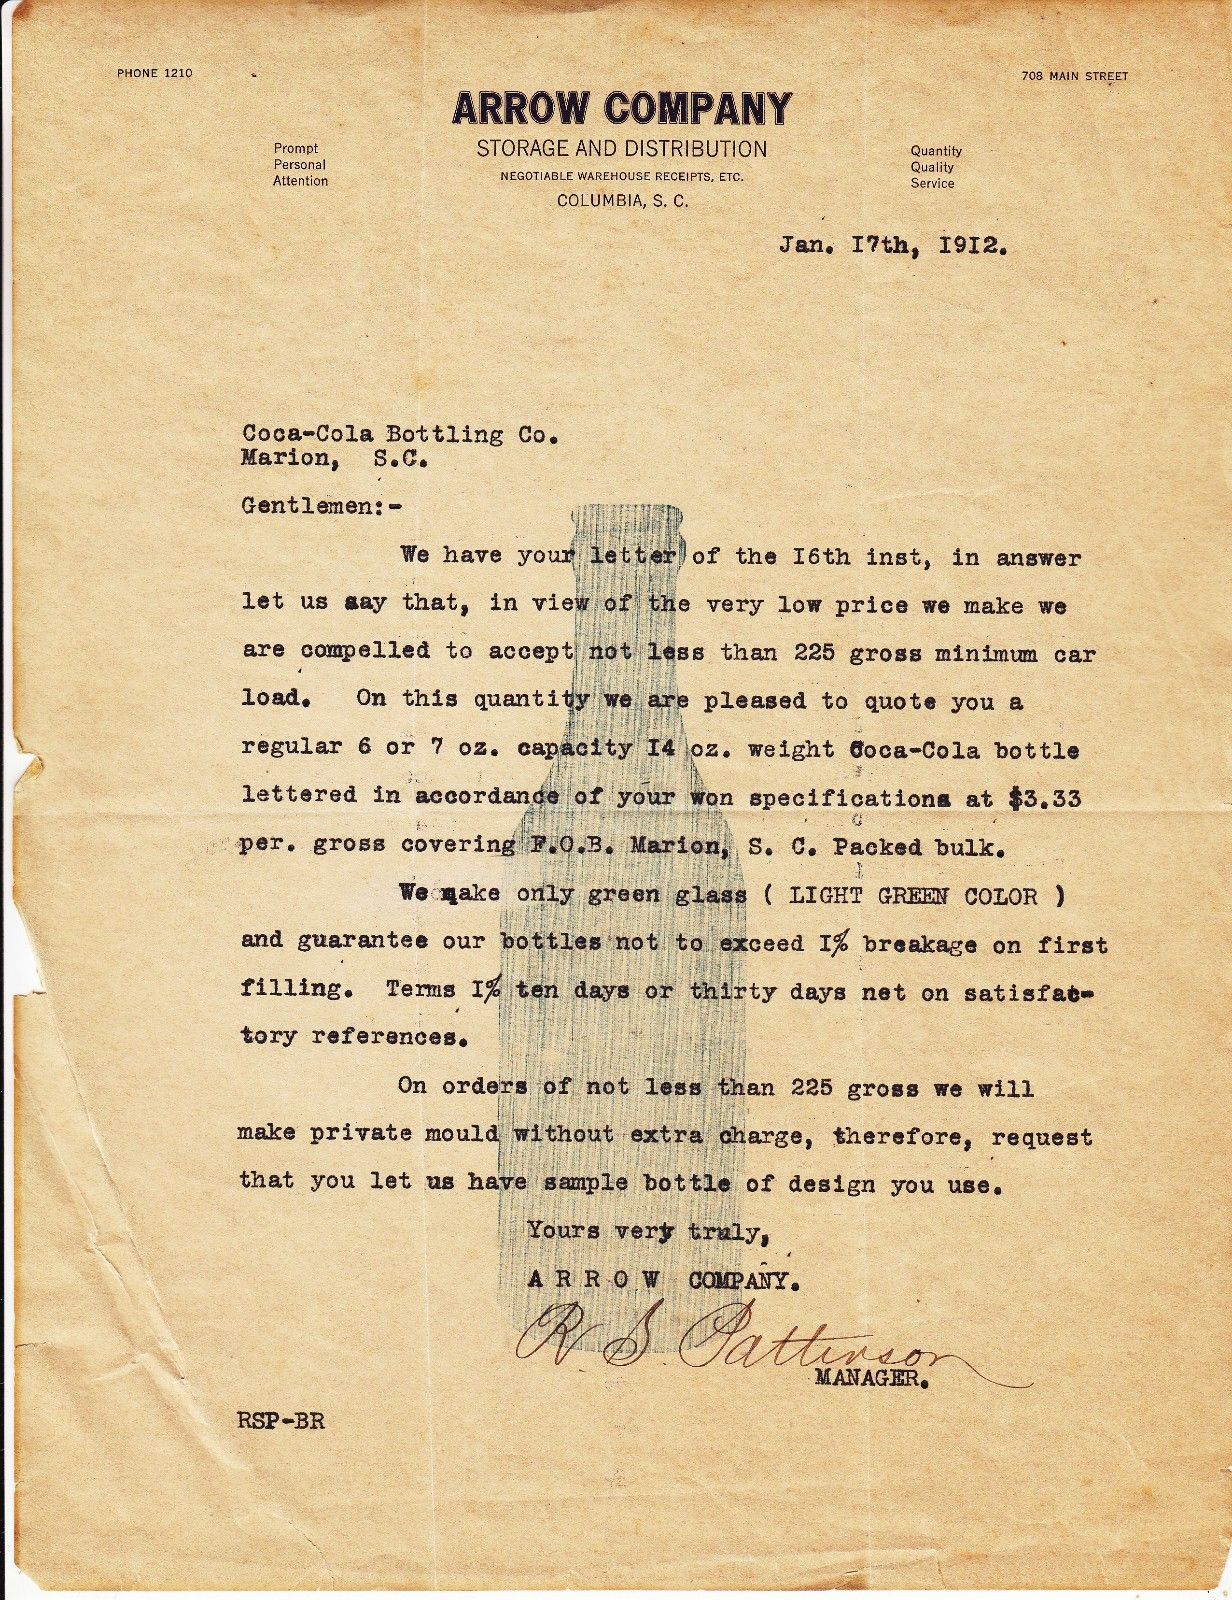 PHONE 1210
708 MAIN STREET
ARROW COMPANY
STORAGE AND DISTRIBUTION
NEGOTIABLE WAREHOUSE RECEIPTS, ETC.
COLUMBIA, S. C.
Prompt
Personal
Attention
Quantity
Quality
Service
Jan. I7th, I9I2.
Coca-Cola Bottling Co.
Marion, S.C.
Gentlemen:-
We have your letter of the I6th inst, in answer
let us say that, in view of the very low price we make we
are compelled to accept not less than 225 gross minimum car
load. On this quantity we are pleased to quote you a
regular 6 or 7 oz. capacity I4 oz. weight Coca-Cola bottle
lettered in accordance of your won specifications at $3.33
per. gross covering F.O.B. Marion, S. C. Packed bulk.
We make only green glass ( LIGHT GREEN COLOR )
and guarantee our bottles not to exceed I% breakage on first
filling. Terms I% ten days or thirty days net on satisfac-
tory references.
On orders of not less than 225 gross we will
make private mould without extra charge, therefore, request
that you let us have sample bottle of design you use.
Yours very truly,
A R R O W COMPANY.
R. S. Patterson
MANAGER.
RSP-BR